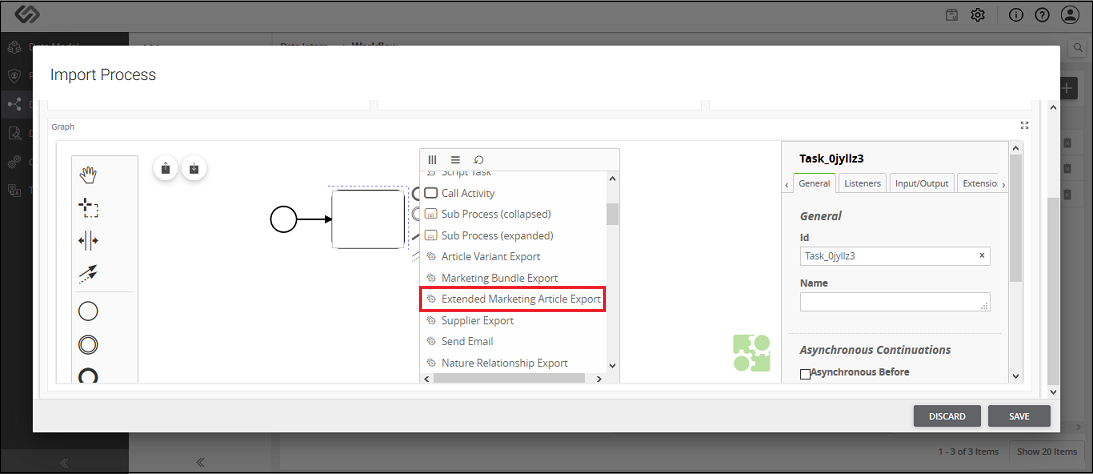 Workflow
Import Process
Graph
Script Task
Call Activity
Sub Process (collapsed)
Sub Process (expanded)
Article Variant Export
Marketing Bundle Export
Extended Marketing Article Export
Supplier Export
Send Email
Nature Relationship Export
Task_0jyllz3
General
Listeners
Input/Output
Extension
General
Id
Task_0jyllz3
Name
Asynchronous Continuations
Asynchronous Before
DISCARD
SAVE
1 - 3 of 3 Items
Show 20 Items